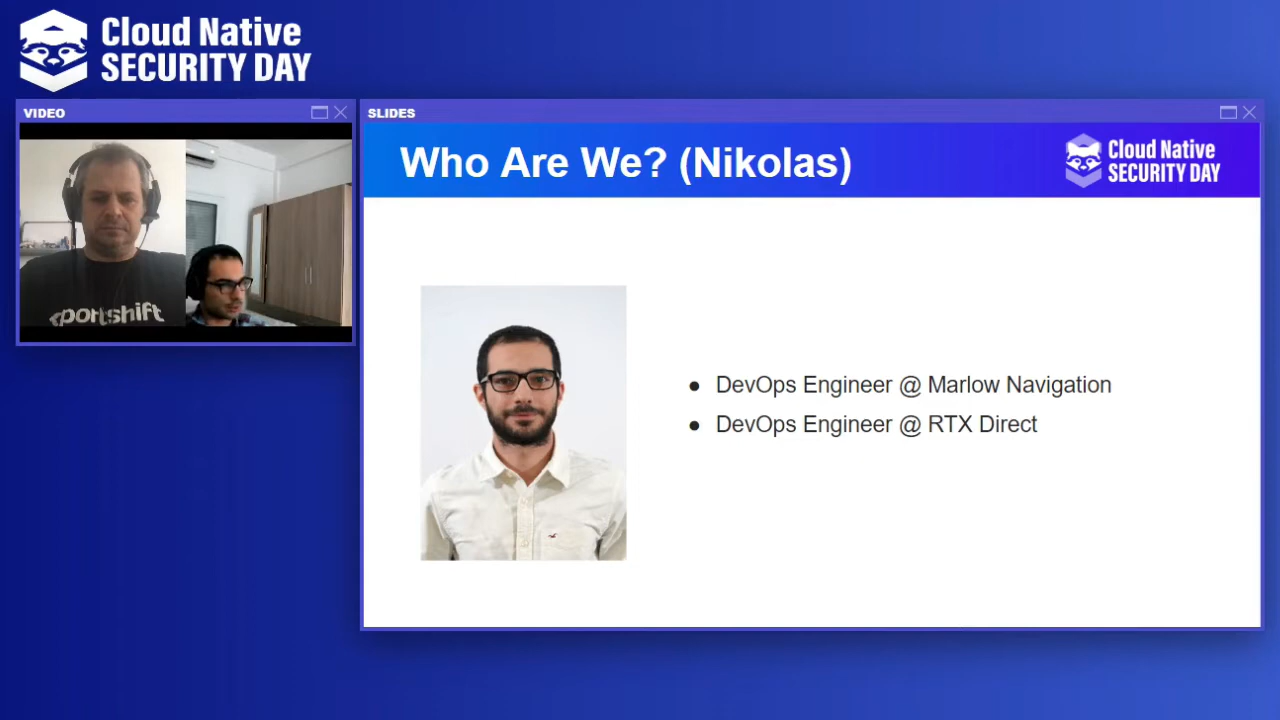 Cloud Native
SECURITY DAY
VIDEO
SLIDES
Who Are We? (Nikolas)
Cloud Native
SECURITY DAY
portshift
● DevOps Engineer @ Marlow Navigation
● DevOps Engineer @ RTX Direct